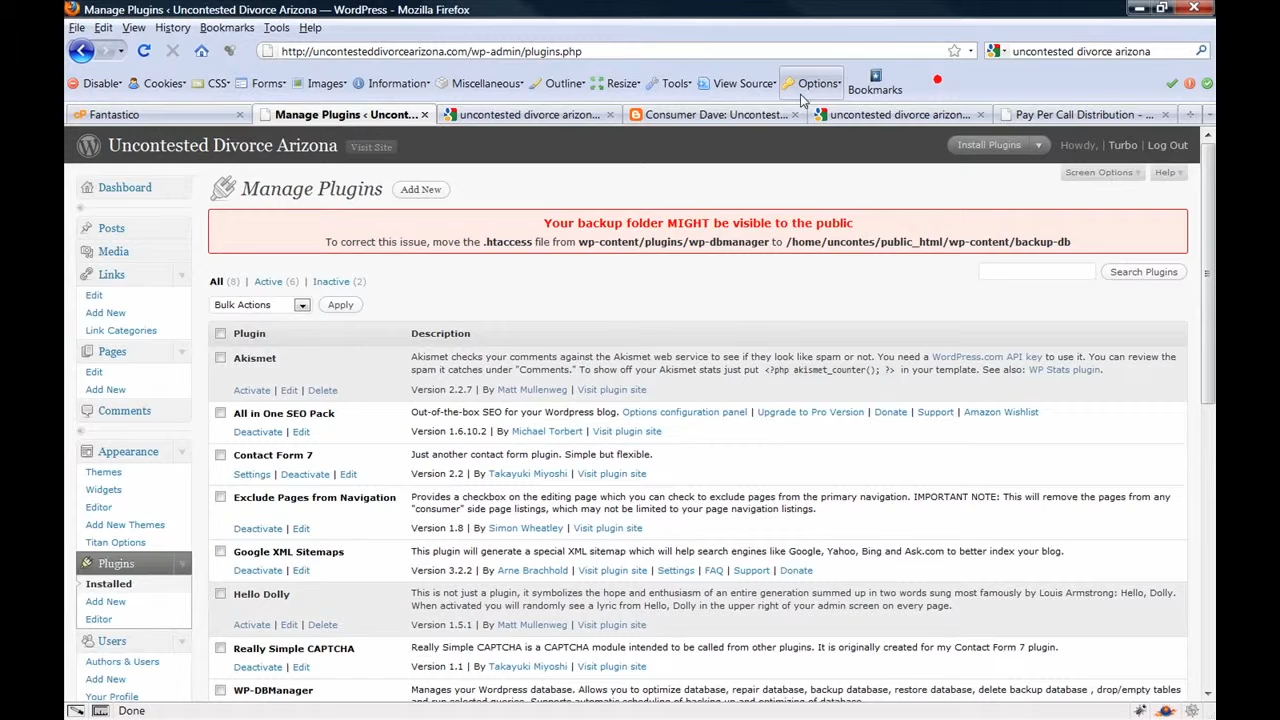 Manage Plugins ‹ Uncontested Divorce Arizona — WordPress - Mozilla Firefox
File Edit View History Bookmarks Tools Help
http://uncontesteddivorcearizona.com/wp-admin/plugins.php
uncontested divorce arizona
Disable Cookies CSS Forms Images Information Miscellaneous Outline Resize Tools View Source Options Bookmarks
Fantastico
Manage Plugins ‹ Uncont...
uncontested divorce arizona...
Consumer Dave: Uncontest...
uncontested divorce arizona...
Pay Per Call Distribution - ...
Uncontested Divorce Arizona Visit Site Install Plugins Howdy, Turbo | Log Out
Screen Options Help
Dashboard
Posts
Media
Links
Edit
Add New
Link Categories
Pages
Edit
Add New
Comments
Appearance
Themes
Widgets
Editor
Add New Themes
Titan Options
Plugins
Installed
Add New
Editor
Users
Authors & Users
Add New
Your Profile
Manage Plugins Add New
Your backup folder MIGHT be visible to the public
To correct this issue, move the .htaccess file from wp-content/plugins/wp-dbmanager to /home/uncontes/public_html/wp-content/backup-db
All (8) | Active (6) | Inactive (2)
Search Plugins
Bulk Actions Apply
Plugin Description
Akismet
Akismet checks your comments against the Akismet web service to see if they look like spam or not. You need a WordPress.com API key to use it. You can review the
spam it catches under "Comments." To show off your Akismet stats just put <?php akismet_counter(); ?> in your template. See also: WP Stats plugin.
Activate | Edit | Delete
Version 2.2.7 | By Matt Mullenweg | Visit plugin site
All in One SEO Pack
Out-of-the-box SEO for your Wordpress blog. Options configuration panel | Upgrade to Pro Version | Donate | Support | Amazon Wishlist
Deactivate | Edit
Version 1.6.10.2 | By Michael Torbert | Visit plugin site
Contact Form 7
Just another contact form plugin. Simple but flexible.
Settings | Deactivate | Edit
Version 2.2 | By Takayuki Miyoshi | Visit plugin site
Exclude Pages from Navigation
Provides a checkbox on the editing page which you can check to exclude pages from the primary navigation. IMPORTANT NOTE: This will remove the pages from any
"consumer" side page listings, which may not be limited to your page navigation listings.
Deactivate | Edit
Version 1.8 | By Simon Wheatley | Visit plugin site
Google XML Sitemaps
This plugin will generate a special XML sitemap which will help search engines like Google, Yahoo, Bing and Ask.com to better index your blog.
Deactivate | Edit
Version 3.2.2 | By Arne Brachhold | Visit plugin site | Settings | FAQ | Support | Donate
Hello Dolly
This is not just a plugin, it symbolizes the hope and enthusiasm of an entire generation summed up in two words sung most famously by Louis Armstrong: Hello, Dolly.
When activated you will randomly see a lyric from Hello, Dolly in the upper right of your admin screen on every page.
Activate | Edit | Delete
Version 1.5.1 | By Matt Mullenweg | Visit plugin site
Really Simple CAPTCHA
Really Simple CAPTCHA is a CAPTCHA module intended to be called from other plugins. It is originally created for my Contact Form 7 plugin.
Deactivate | Edit
Version 1.1 | By Takayuki Miyoshi | Visit plugin site
WP-DBManager
Manages your Wordpress database. Allows you to optimize database, repair database, backup database, restore database, delete backup database , drop/empty tables
Done